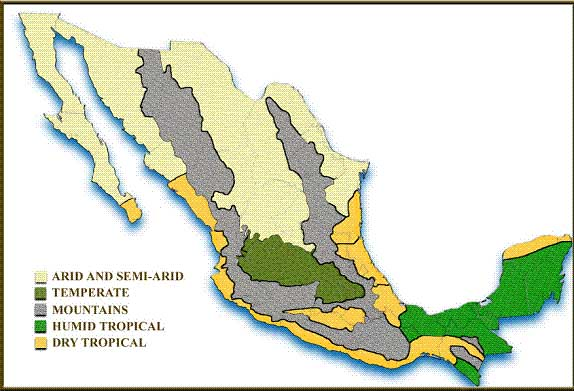 ARID AND SEMI-ARID
TEMPERATE
MOUNTAINS
HUMID TROPICAL
DRY TROPICAL